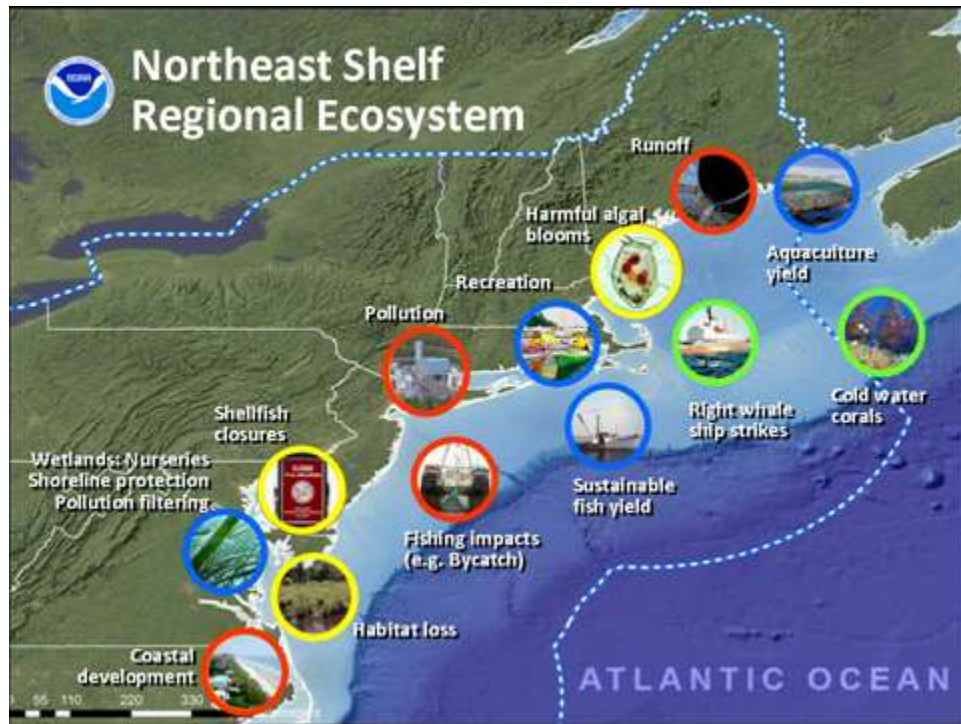 Northeast Shelf
Regional Ecosystem
Runoff
Harmful algal
blooms
Aquaculture
yield
Recreation
Pollution
Shellfish
closures
Right whale
ship strikes
Cold water
corals
Wetlands: Nurseries
Shoreline protection
Pollution filtering
Sustainable
fish yield
Fishing impacts
(e.g. Bycatch)
Habitat loss
Coastal
development
ATLANTIC OCEAN
55 110 220 330